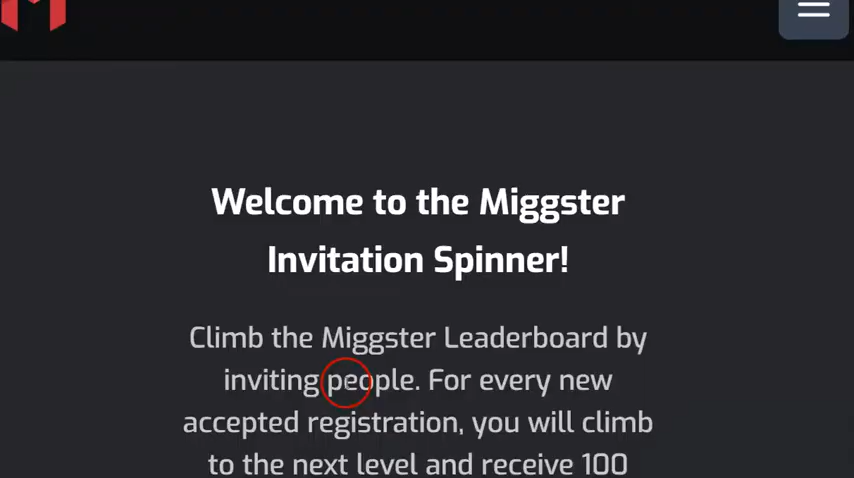 Welcome to the Miggster
Invitation Spinner!
Climb the Miggster Leaderboard by
inviting people. For every new
accepted registration, you will climb
to the next level and receive 100